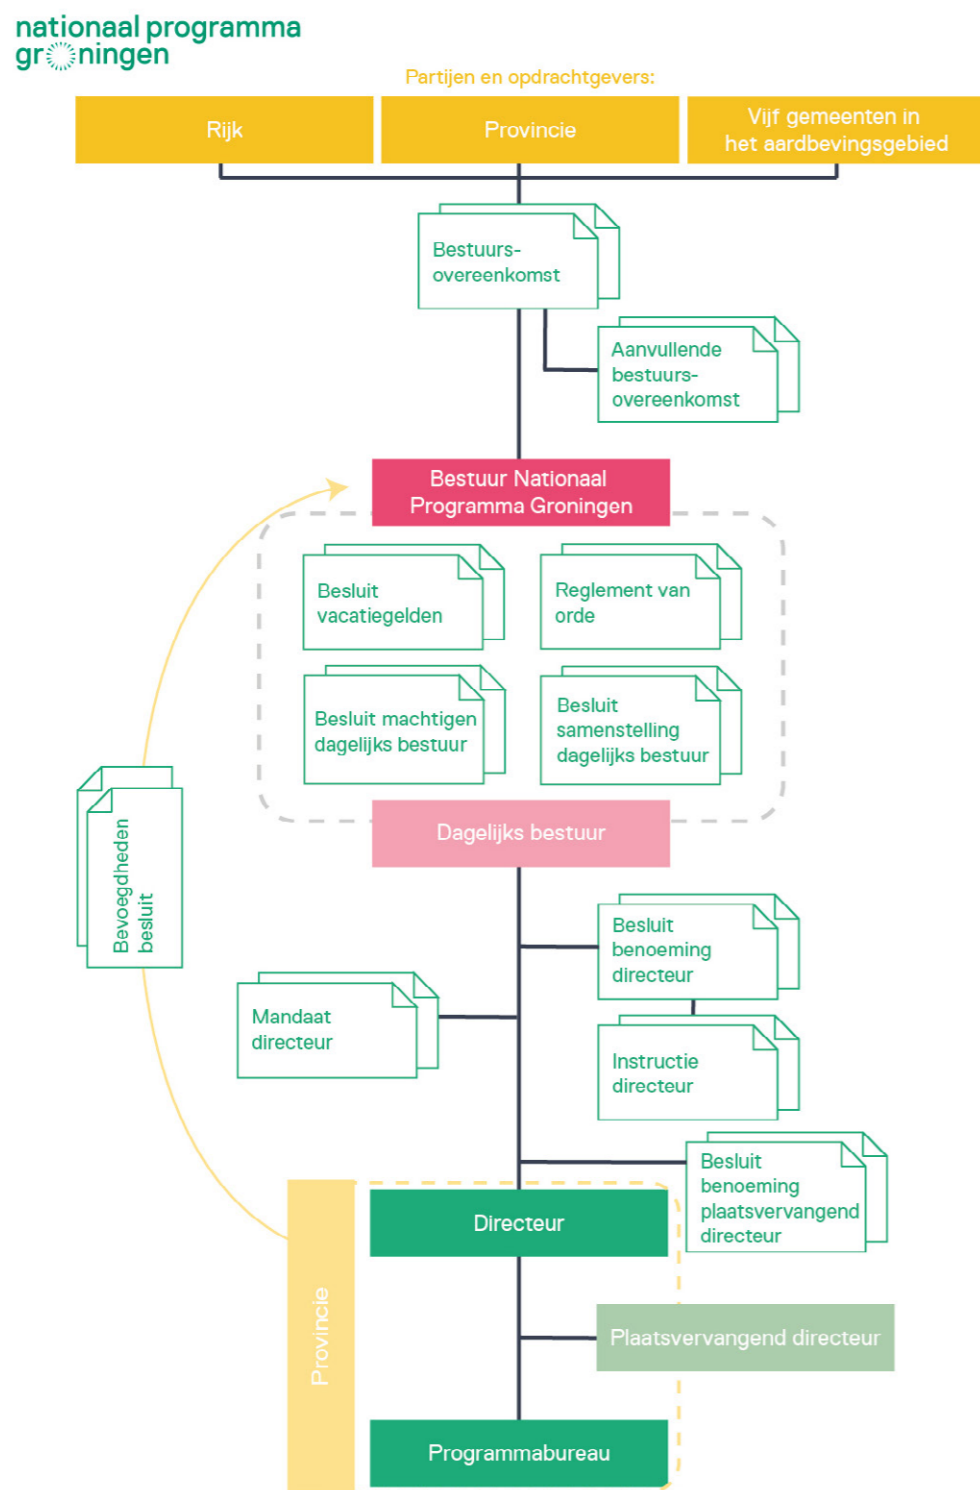 nationaal programma
groningen
Partijen en opdrachtgevers:
Rijk
Provincie
Vijf gemeenten in
het aardbevingsgebied
Bestuurs-
overeenkomst
Aanvullende
bestuurs-
overeenkomst
Bestuur Nationaal
Programma Groningen
Besluit
vacatiegelden
Reglement van
orde
Besluit machtigen
dagelijks bestuur
Besluit
samenstelling
dagelijks bestuur
Dagelijks bestuur
Bevoegdheden
besluit
Besluit
benoeming
directeur
Mandaat
directeur
Instructie
directeur
Besluit
benoeming
plaatsvervangend
directeur
Directeur
Provincie
Plaatsvervangend directeur
Programmabureau